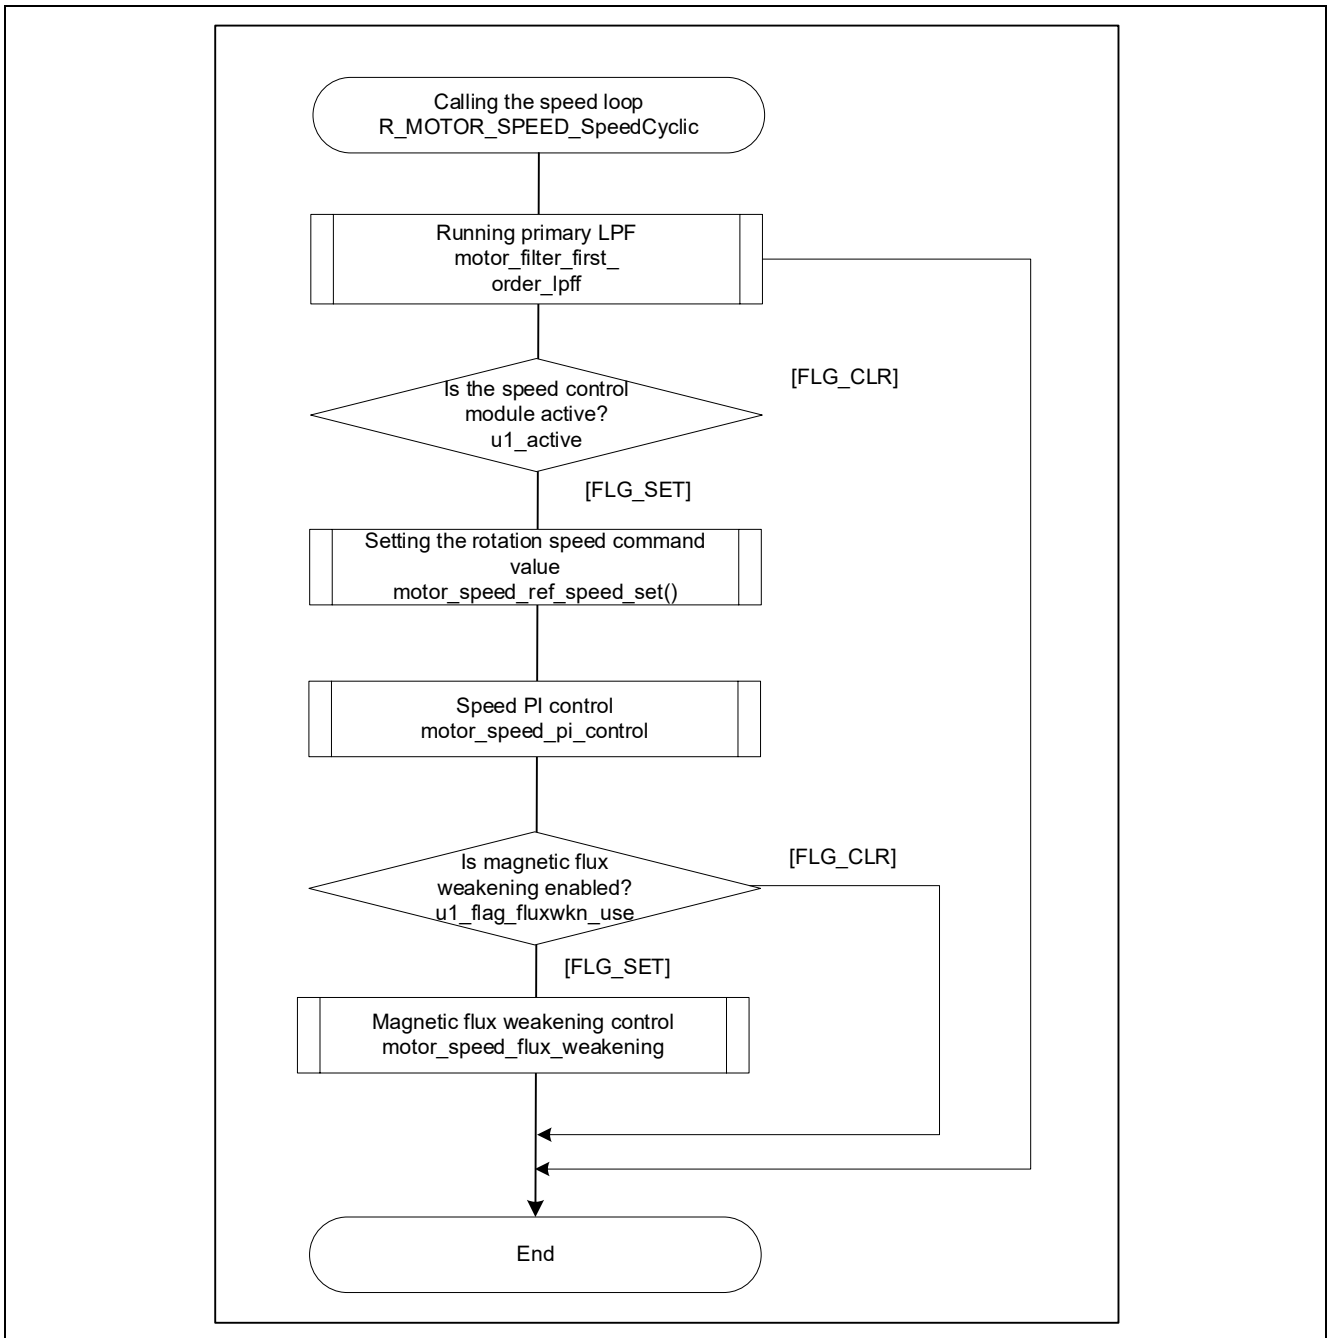 Calling the speed loop
R_MOTOR_SPEED_SpeedCyclic
Running primary LPF
motor_filter_first_
order_lpff
[FLG_CLR]
Is the speed control
module active?
u1_active
[FLG_SET]
Setting the rotation speed command
value
motor_speed_ref_speed_set()
Speed PI control
motor_speed_pi_control
[FLG_CLR]
Is magnetic flux
weakening enabled?
u1_flag_fluxwkn_use
[FLG_SET]
Magnetic flux weakening control
motor_speed_flux_weakening
End